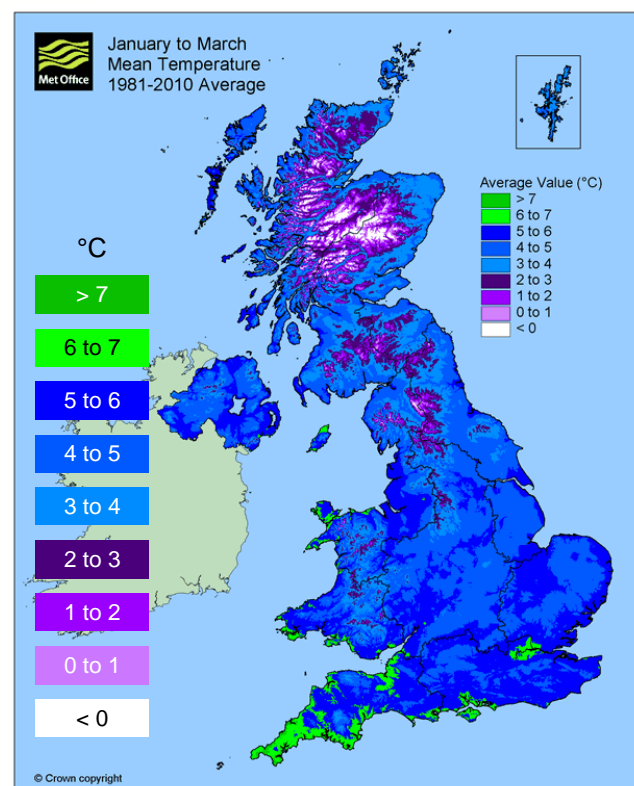 Met Office
January to March
Mean Temperature
1981-2010 Average
Average Value (°C)
> 7
6 to 7
5 to 6
4 to 5
3 to 4
2 to 3
1 to 2
0 to 1
< 0
°C
> 7
6 to 7
5 to 6
4 to 5
3 to 4
2 to 3
1 to 2
0 to 1
< 0
© Crown copyright